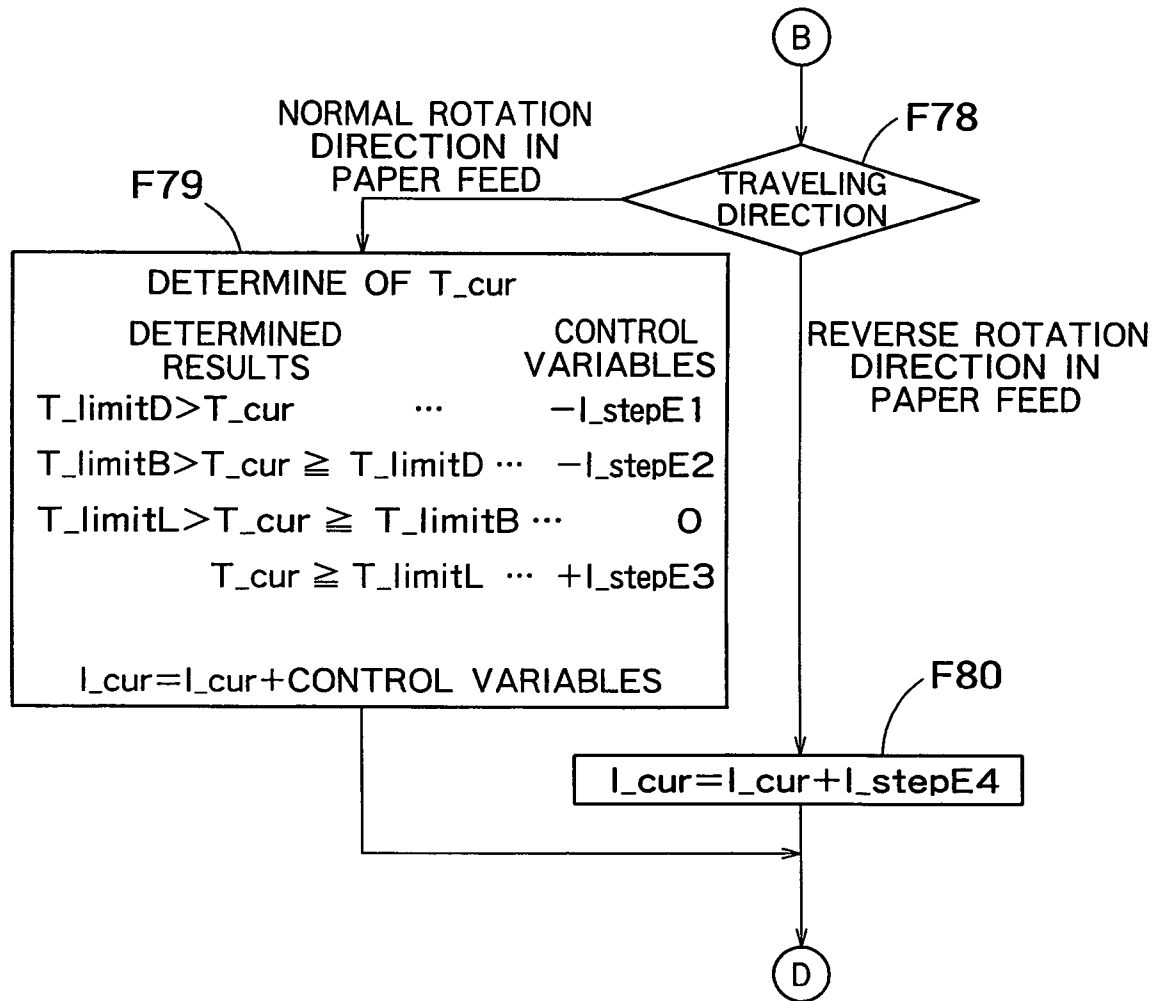 B
F78
NORMAL ROTATION
DIRECTION IN
PAPER FEED
TRAVELING
DIRECTION
F79
DETERMINE OF T_cur
DETERMINED
RESULTS
CONTROL
VARIABLES
T_limitD>T_cur … −I_stepE1
T_limitB>T_cur ≧ T_limitD … −I_stepE2
T_limitL>T_cur ≧ T_limitB … 0
T_cur ≧ T_limitL … +I_stepE3
I_cur=I_cur+CONTROL VARIABLES
REVERSE ROTATION
DIRECTION IN
PAPER FEED
F80
I_cur=I_cur+I_stepE4
D